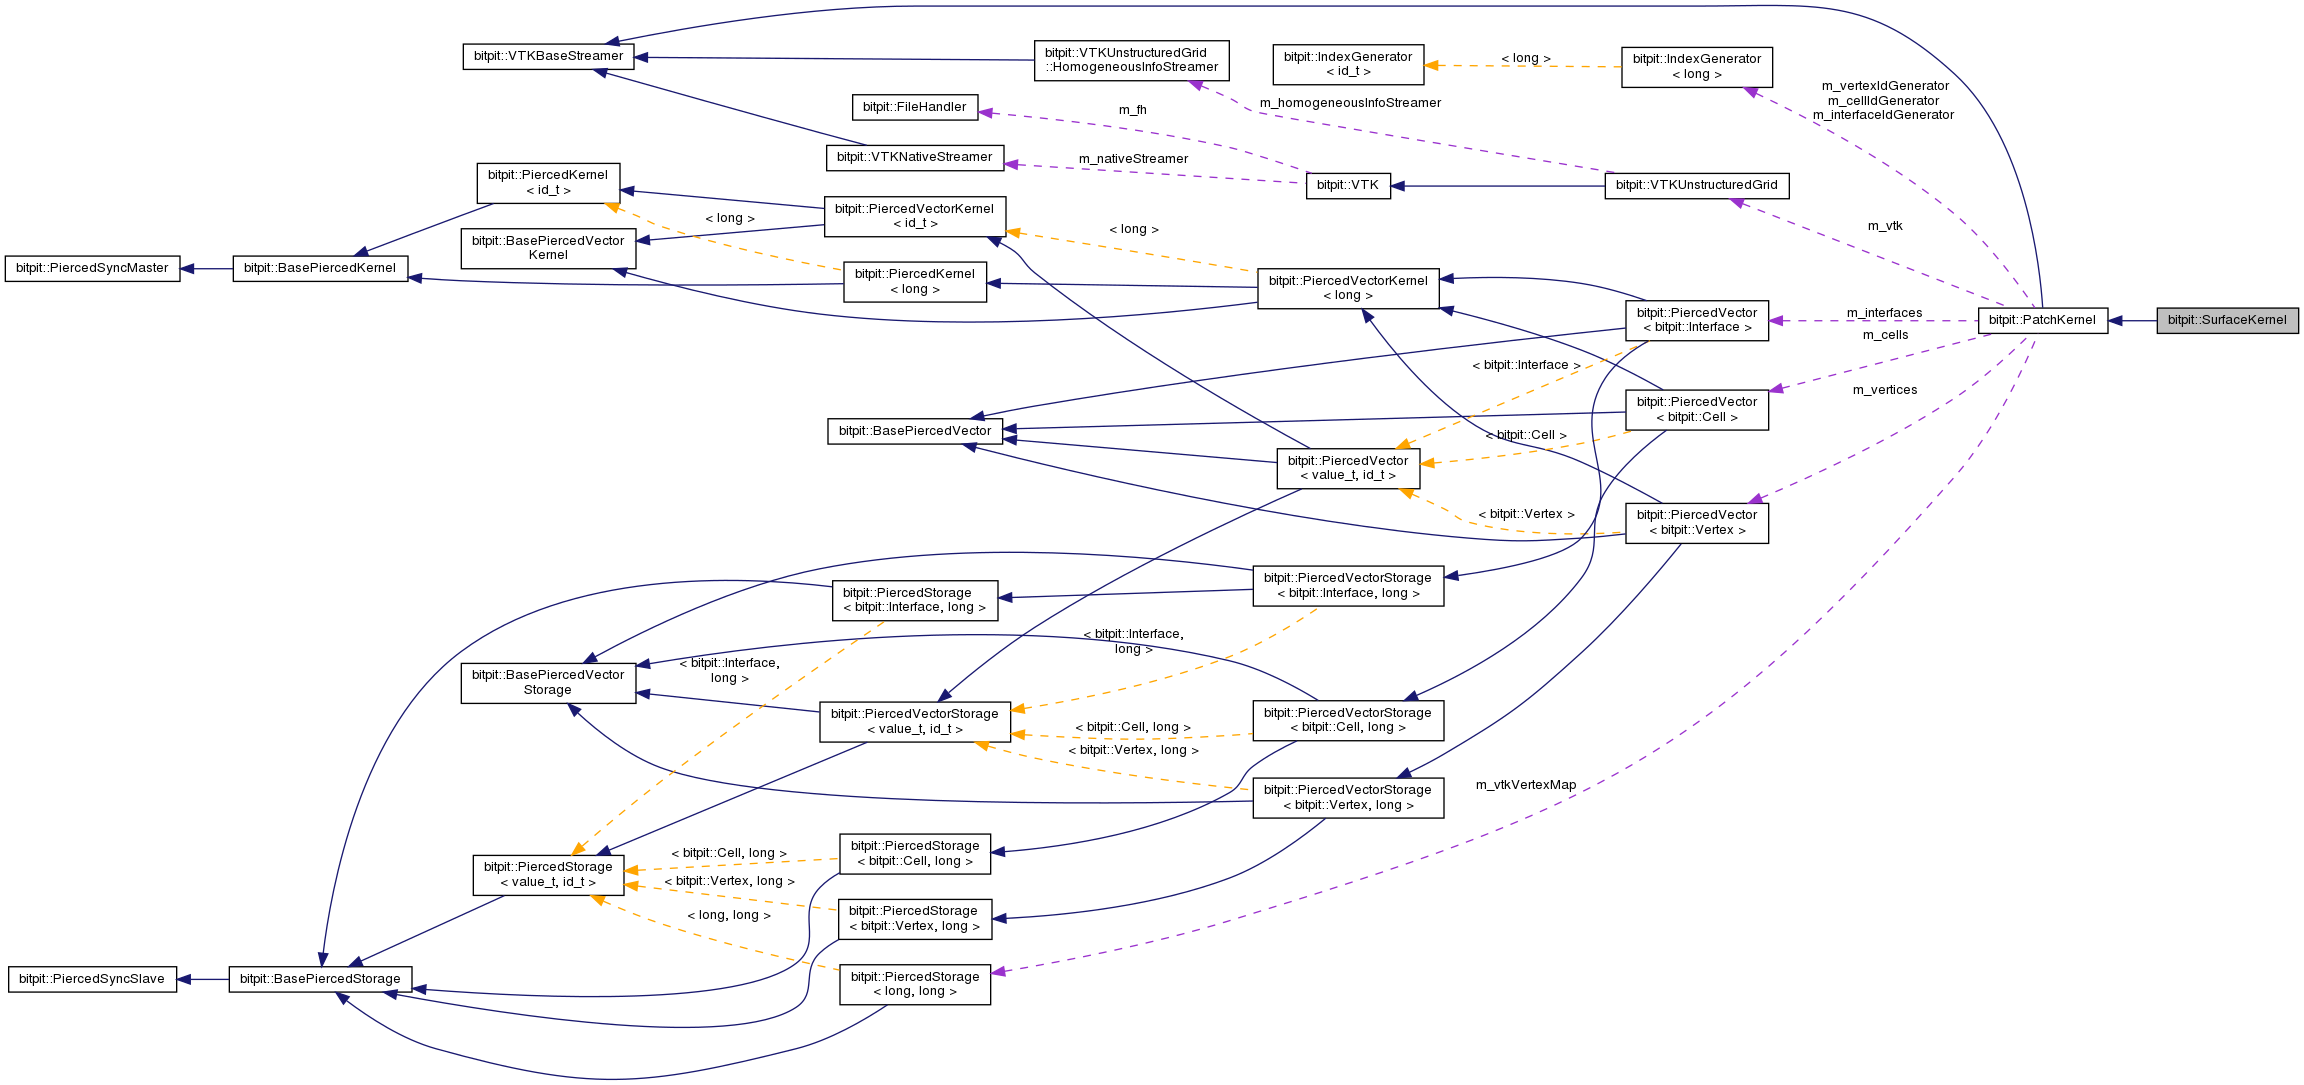 bitpit::VTKBaseStreamer
bitpit::VTKUnstructuredGrid
::HomogeneousInfoStreamer
bitpit::IndexGenerator
< id_t >
< long >
bitpit::IndexGenerator
< long >
bitpit::FileHandler
m_fh
m_homogeneousInfoStreamer
m_vertexIdGenerator
m_cellIdGenerator
m_interfaceIdGenerator
bitpit::VTKNativeStreamer
m_nativeStreamer
bitpit::VTK
bitpit::VTKUnstructuredGrid
bitpit::PiercedKernel
< id_t >
bitpit::PiercedVectorKernel
< id_t >
< long >
< long >
m_vtk
bitpit::BasePiercedVector
Kernel
bitpit::PiercedSyncMaster
bitpit::BasePiercedKernel
bitpit::PiercedKernel
< long >
bitpit::PiercedVectorKernel
< long >
bitpit::PiercedVector
< bitpit::Interface >
m_interfaces
m_cells
bitpit::PatchKernel
bitpit::SurfaceKernel
< bitpit::Interface >
m_vertices
bitpit::PiercedVector
< bitpit::Cell >
bitpit::BasePiercedVector
< bitpit::Cell >
bitpit::PiercedVector
< value_t, id_t >
< bitpit::Vertex >
bitpit::PiercedVector
< bitpit::Vertex >
bitpit::PiercedStorage
< bitpit::Interface, long >
bitpit::PiercedVectorStorage
< bitpit::Interface, long >
< bitpit::Interface,
long >
< bitpit::Interface,
long >
bitpit::BasePiercedVector
Storage
bitpit::PiercedVectorStorage
< value_t, id_t >
< bitpit::Cell, long >
< bitpit::Vertex, long >
bitpit::PiercedVectorStorage
< bitpit::Cell, long >
bitpit::PiercedVectorStorage
< bitpit::Vertex, long >
m_vtkVertexMap
bitpit::PiercedStorage
< value_t, id_t >
< bitpit::Cell, long >
< bitpit::Vertex, long >
< long, long >
bitpit::PiercedStorage
< bitpit::Cell, long >
bitpit::PiercedStorage
< bitpit::Vertex, long >
bitpit::PiercedSyncSlave
bitpit::BasePiercedStorage
bitpit::PiercedStorage
< long, long >